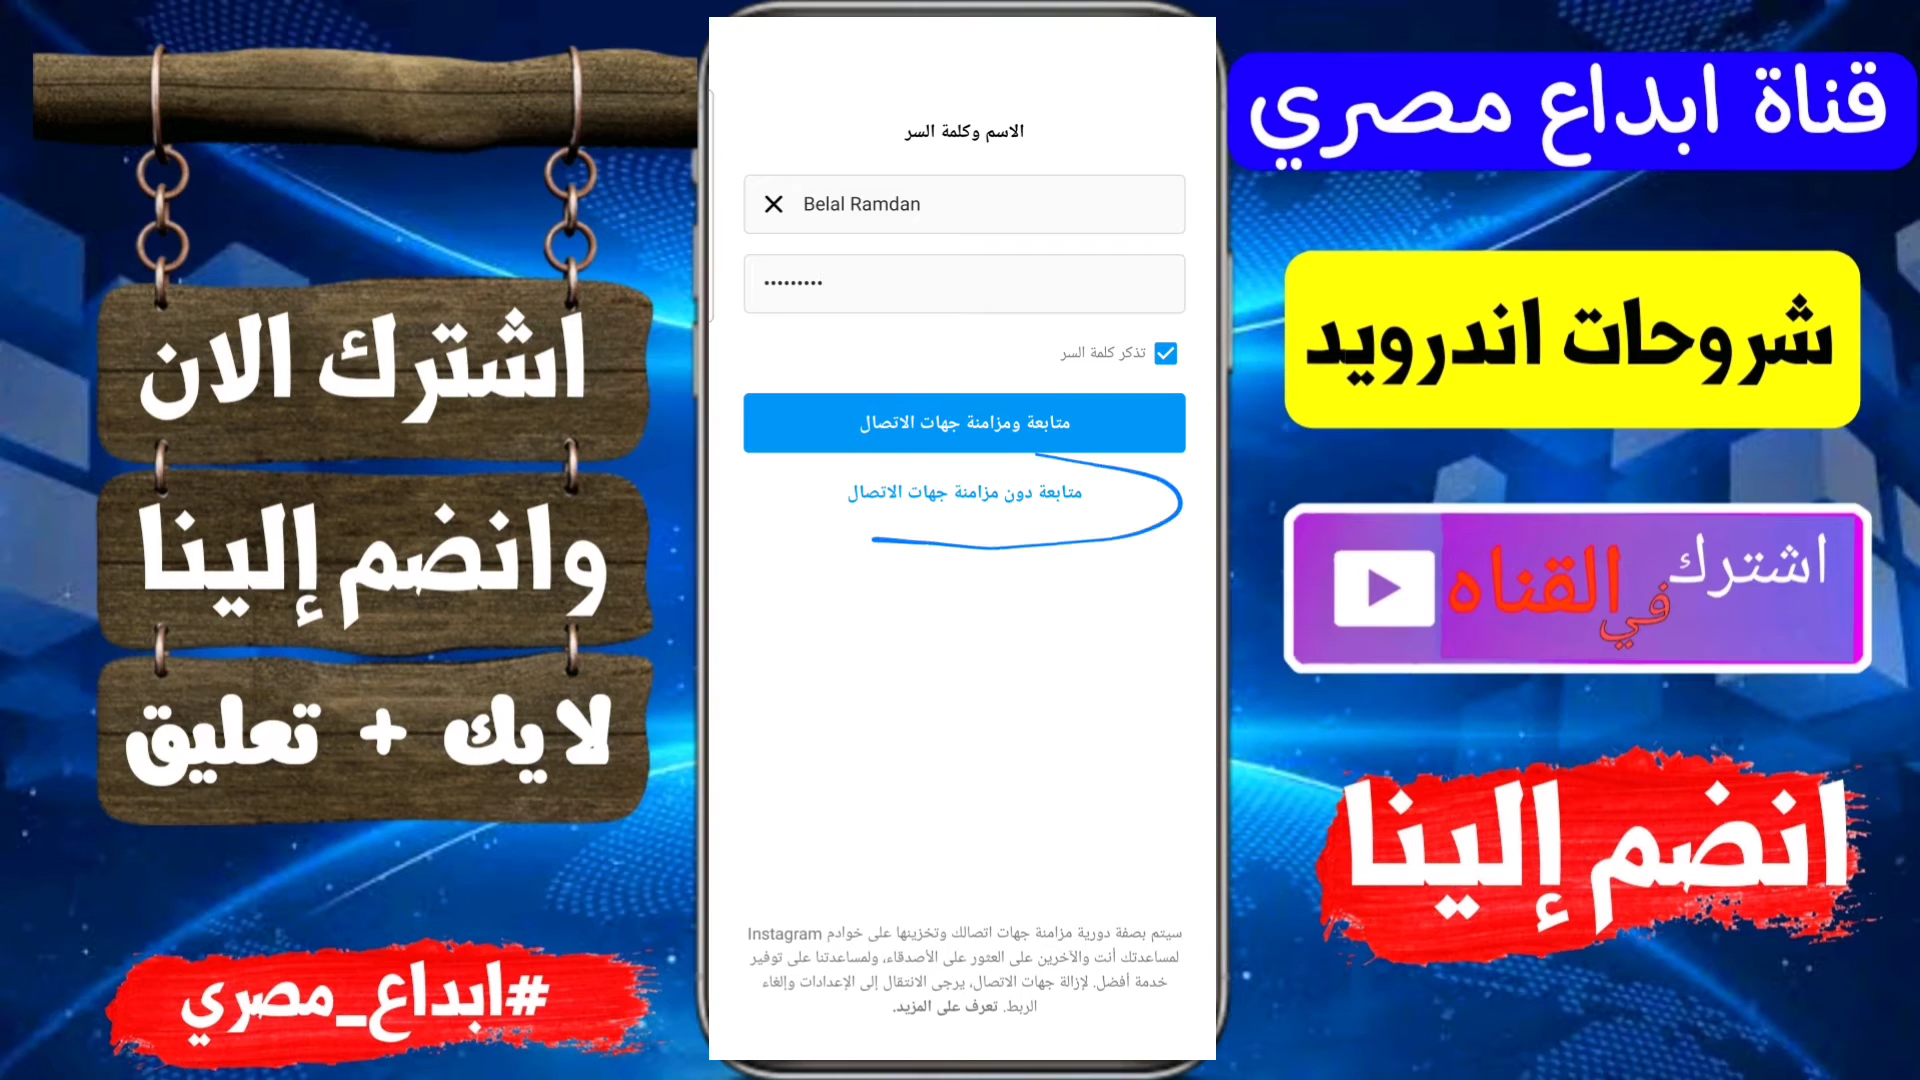 اشترك الان
وانضم إلينا
لايك + تعليق
#ابداع_مصري
الاسم وكلمة السر
Belal Ramdan
•••••••••
تذكر كلمة السر
متابعة ومزامنة جهات الاتصال
متابعة دون مزامنة جهات الاتصال
سيتم بصفة دورية مزامنة جهات اتصالك وتخزينها على خوادم Instagram
لمساعدتك أنت والآخرين على العثور على الأصدقاء، ولمساعدتنا على توفير
خدمة أفضل. لإزالة جهات الاتصال، يرجى الانتقال إلى الإعدادات وإلغاء
الربط. تعرف على المزيد.
قناة ابداع مصري
شروحات اندرويد
اشترك في القناه
انضم إلينا